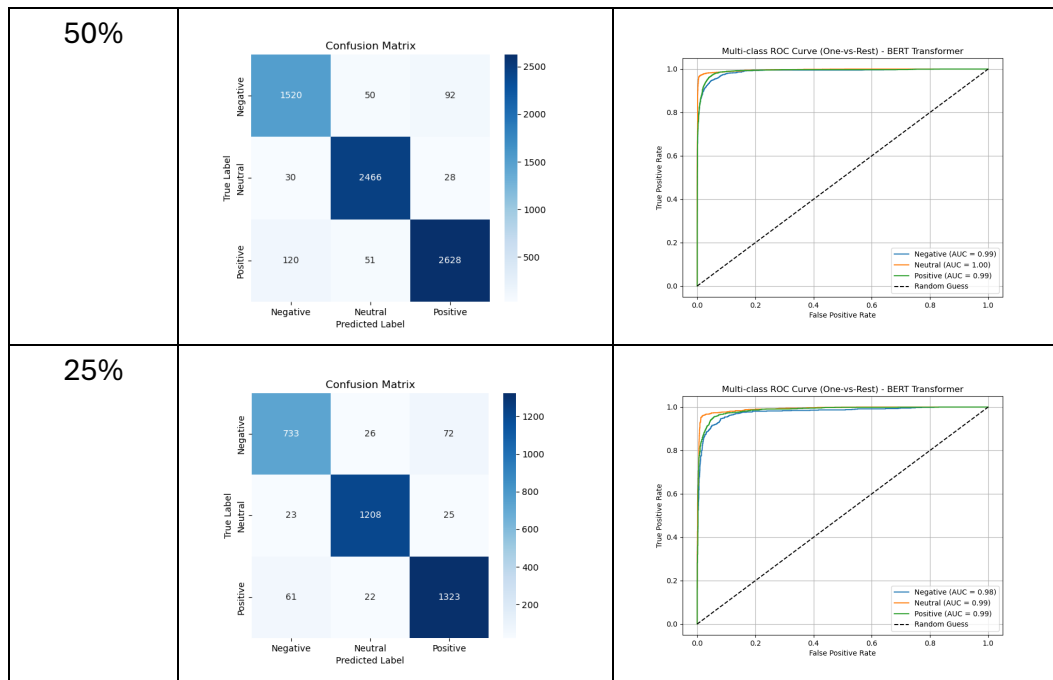 50%
Confusion Matrix
Negative
Neutral
Positive
True Label
1520 50 92
30 2466 28
120 51 2628
Negative Neutral Positive
Predicted Label
2500
2000
1500
1000
500
Multi-class ROC Curve (One-vs-Rest) - BERT Transformer
True Positive Rate
1.0
0.8
0.6
0.4
0.2
0.0
0.0 0.2 0.4 0.6 0.8 1.0
False Positive Rate
Negative (AUC = 0.99)
Neutral (AUC = 1.00)
Positive (AUC = 0.99)
Random Guess
25%
Confusion Matrix
Negative
Neutral
Positive
True Label
733 26 72
23 1208 25
61 22 1323
Negative Neutral Positive
Predicted Label
1200
1000
800
600
400
200
Multi-class ROC Curve (One-vs-Rest) - BERT Transformer
True Positive Rate
1.0
0.8
0.6
0.4
0.2
0.0
0.0 0.2 0.4 0.6 0.8 1.0
False Positive Rate
Negative (AUC = 0.98)
Neutral (AUC = 0.99)
Positive (AUC = 0.99)
Random Guess